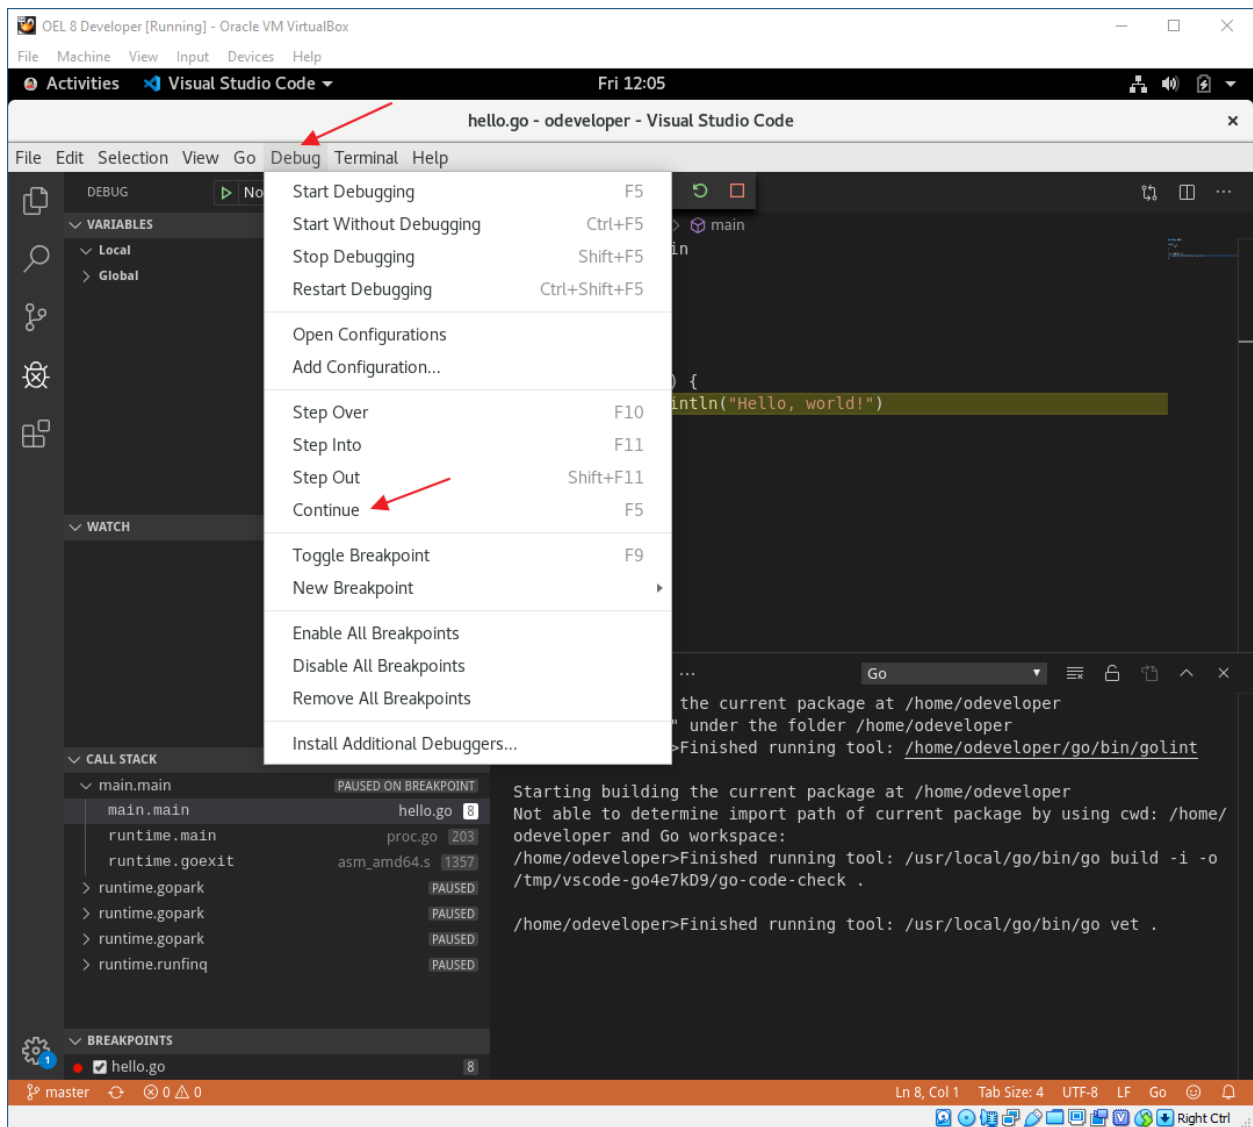 OEL 8 Developer [Running] - Oracle VM VirtualBox
File Machine View Input Devices Help
Activities Visual Studio Code Fri 12:05
hello.go - odeveloper - Visual Studio Code
File Edit Selection View Go Debug Terminal Help
DEBUG No
VARIABLES
Local
Global
WATCH
Start Debugging F5
Start Without Debugging Ctrl+F5
Stop Debugging Shift+F5
Restart Debugging Ctrl+Shift+F5
Open Configurations
Add Configuration...
Step Over F10
Step Into F11
Step Out Shift+F11
Continue F5
Toggle Breakpoint F9
New Breakpoint
Enable All Breakpoints
Disable All Breakpoints
Remove All Breakpoints
Install Additional Debuggers...
> main
in
) {
intln("Hello, world!")
... Go
the current package at /home/odeveloper
" under the folder /home/odeveloper
>Finished running tool: /home/odeveloper/go/bin/golint
Starting building the current package at /home/odeveloper
Not able to determine import path of current package by using cwd: /home/
odeveloper and Go workspace:
/home/odeveloper>Finished running tool: /usr/local/go/bin/go build -i -o
/tmp/vscode-go4e7kD9/go-code-check .
/home/odeveloper>Finished running tool: /usr/local/go/bin/go vet .
CALL STACK
main.main PAUSED ON BREAKPOINT
main.main hello.go 8
runtime.main proc.go 203
runtime.goexit asm_amd64.s 1357
runtime.gopark PAUSED
runtime.gopark PAUSED
runtime.gopark PAUSED
runtime.runfinq PAUSED
BREAKPOINTS
hello.go 8
1
master 0 0 Ln 8, Col 1 Tab Size: 4 UTF-8 LF Go
Right Ctrl